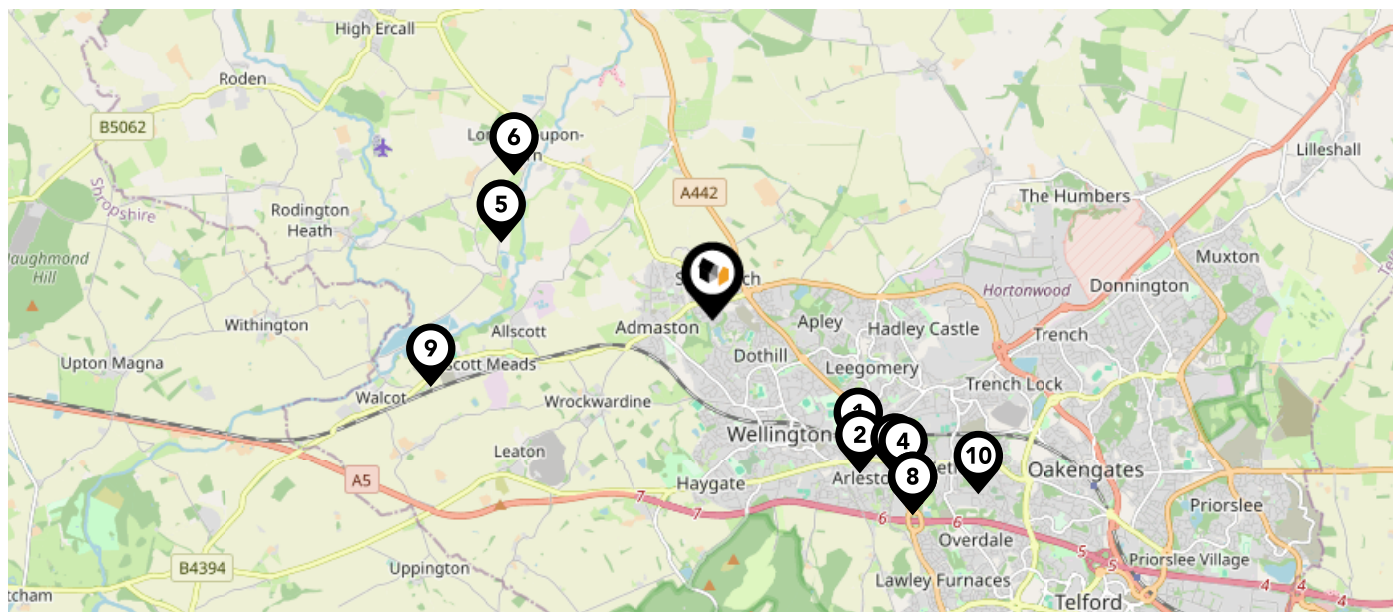 High Ercall
Roden
B5062
6
Lilleshall
5
A442
The Humbers
Shropshire
Rodington
Heath
Hill
Muxton
Hortonwood
Donnington
Withington
Allscott
Admaston
Apley
Hadley Castle
Trench
9
Upton Magna
Meads
Dothill
Leegomery
Trench Lock
Walcot
Wrockwardine
1
2
4
Wellington
10
Leaton
8
Oakengates
A5
Haygate
7
7
6
6
Priorslee
Overdale
5
5
Priorslee Village
B4394
Uppington
Lawley Furnaces
4
4
4
Telford